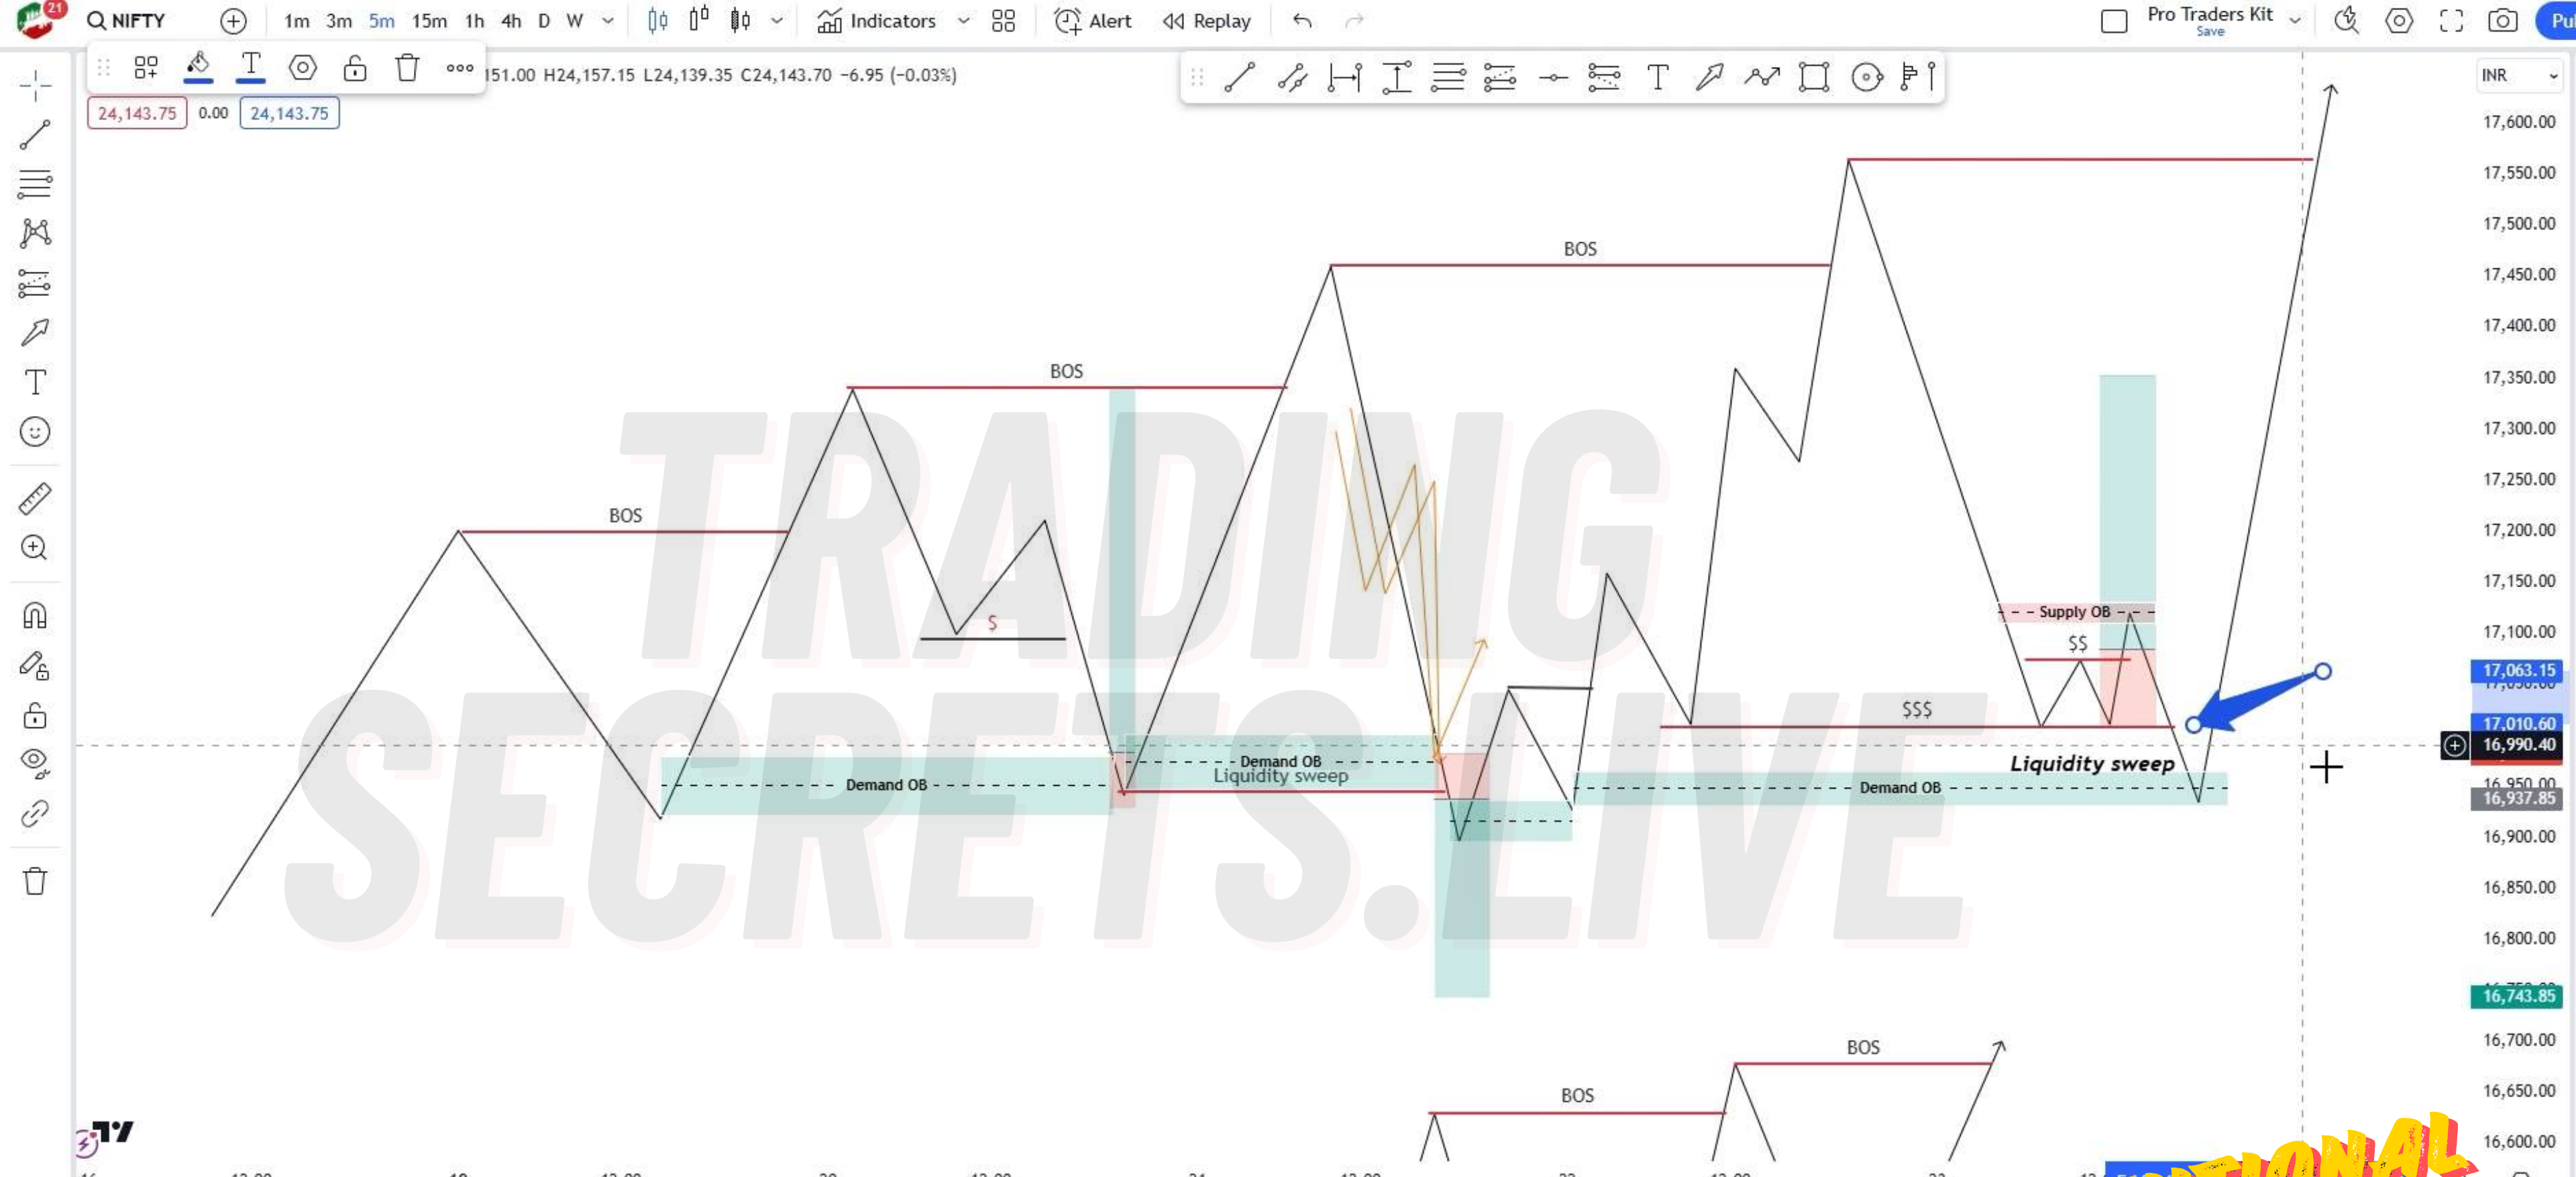 21
NIFTY
1m 3m 5m 15m 1h 4h D W
Indicators
Alert
Replay
Pro Traders Kit
Save
151.00 H24,157.15 L24,139.35 C24,143.70 −6.95 (−0.03%)
INR
24,143.75 0.00 24,143.75
17,600.00
17,550.00
17,500.00
BOS
17,450.00
17,400.00
BOS
17,350.00
17,300.00
17,250.00
BOS
17,200.00
17,150.00
TRADING
SECRETS.LIVE
Supply OB
$
17,100.00
$$
17,063.15
$$$
17,010.60
16,990.40
Demand OB
Liquidity sweep
Liquidity sweep
Demand OB
Demand OB
16,950.00
16,937.85
16,900.00
16,850.00
16,800.00
16,743.85
BOS
16,700.00
BOS
16,650.00
16,600.00